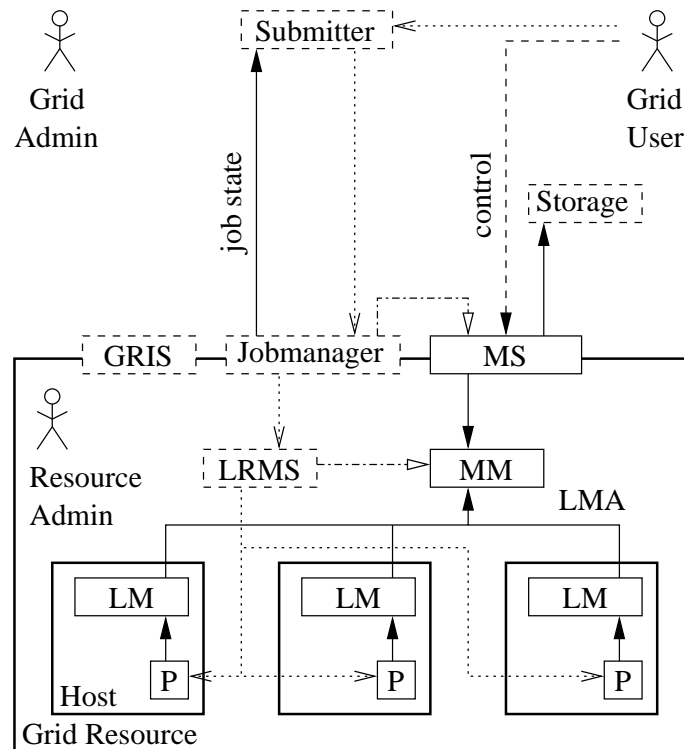 Submitter
Grid
Admin
Grid
User
job state
control
Storage
GRIS
Jobmanager
MS
Resource
Admin
LRMS
MM
LMA
LM
LM
LM
P
P
P
Host
Grid Resource